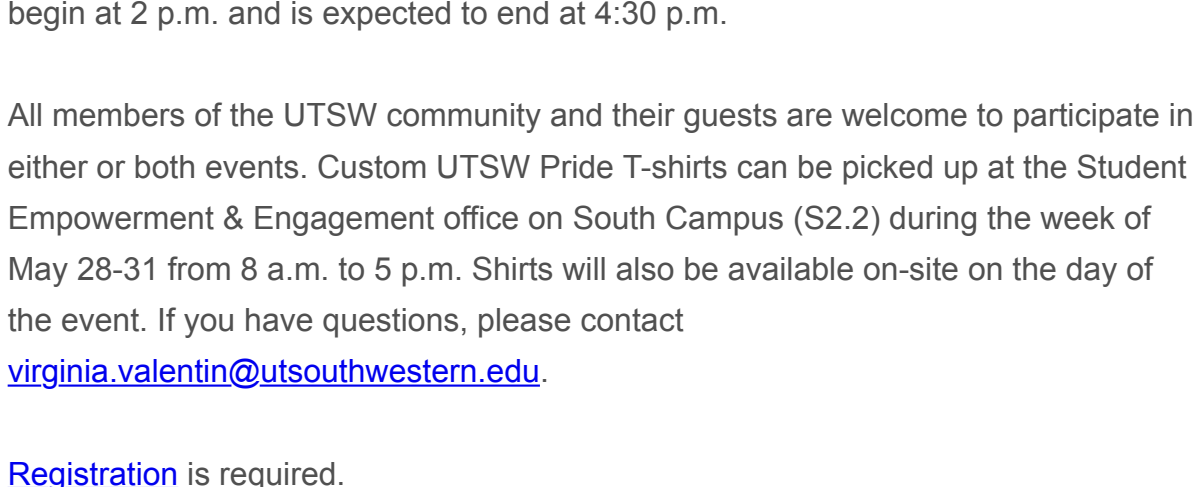 begin at 2 p.m. and is expected to end at 4:30 p.m.
All members of the UTSW community and their guests are welcome to participate in
either or both events. Custom UTSW Pride T-shirts can be picked up at the Student
Empowerment & Engagement office on South Campus (S2.2) during the week of
May 28-31 from 8 a.m. to 5 p.m. Shirts will also be available on-site on the day of
the event. If you have questions, please contact
virginia.valentin@utsouthwestern.edu.
Registration is required.